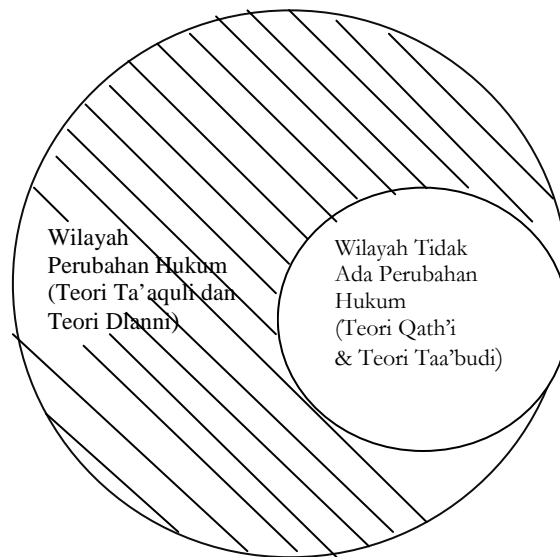 Wilayah
Perubahan Hukum
(Teori Ta’aquli dan
Teori Dlanni)
Wilayah Tidak
Ada Perubahan
Hukum
(Teori Qath’i
& Teori Taa’budi)